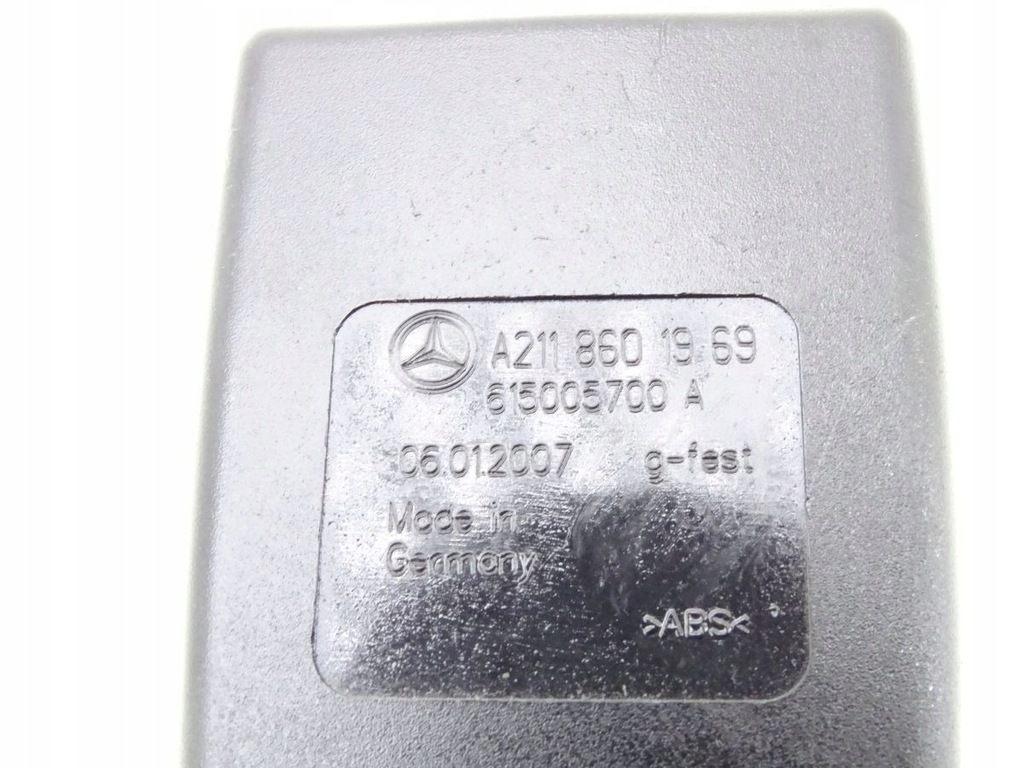 A211 860 19 69
615005700 A
06.01.2007 g-fest
Made in
Germany
>ABS<